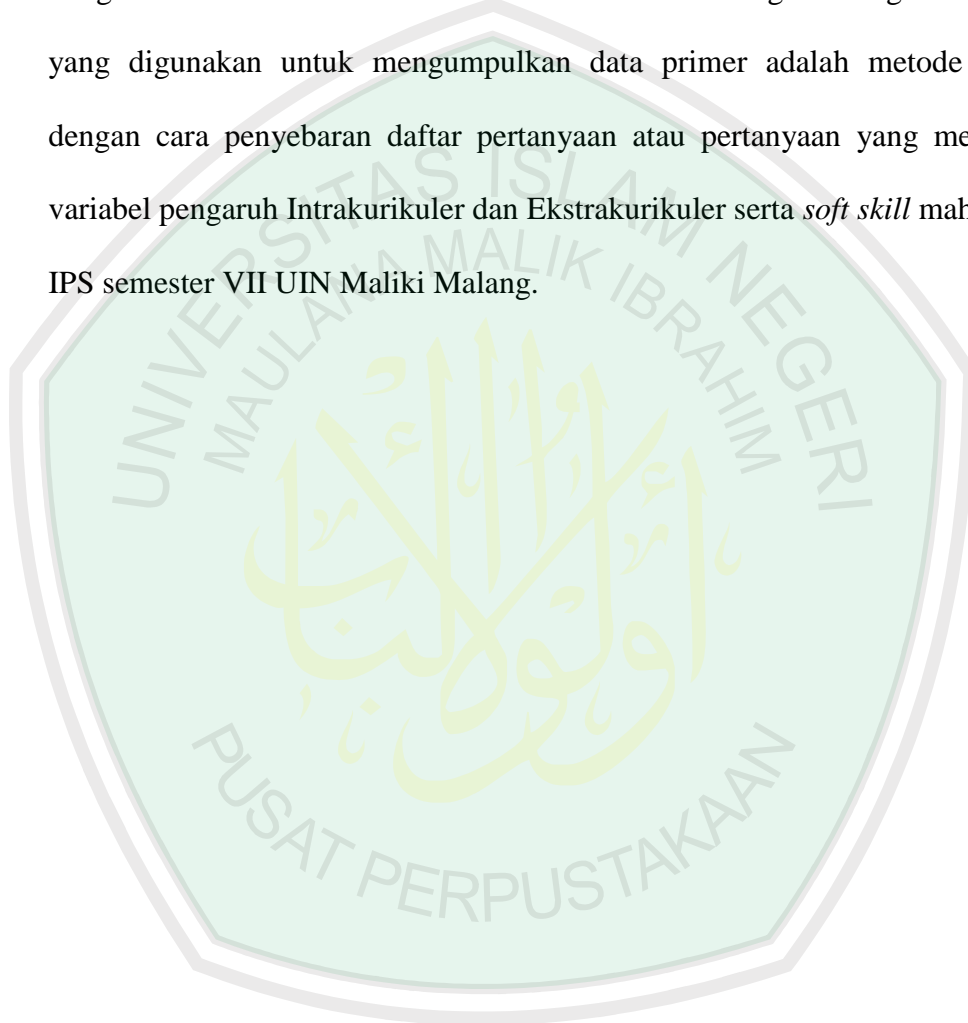 yang digunakan untuk mengumpulkan data primer adalah metode
dengan cara penyebaran daftar pertanyaan atau pertanyaan yang
variabel pengaruh Intrakurikuler dan Ekstrakurikuler serta soft skill
IPS semester VII UIN Maliki Malang.
UNIVERSITAS ISLAM NEGERI
MAULANA MALIK IBRAHIM
أولوا الألباب
PUSAT PERPUSTAKAAN